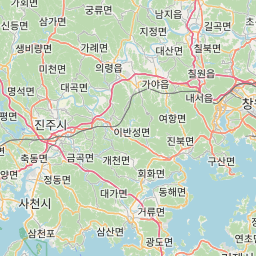 가회면
궁류면
남지읍
길곡면
신등면
삼가면
지정면
생비량면
가례면
대산면
칠북면
의령읍
미천면
칠원읍
명석면
대곡면
가야읍
내서읍
창원
평면
진주시
여항면
이반성면
진북면
축동면
금곡면
개천면
구산면
양면
정동면
회화면
대가면
동해면
사천시
거류면
삼천포
삼산면
광도면
연초면